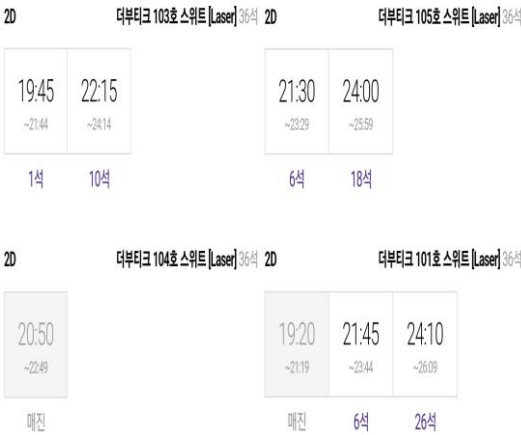 2D 더부티크 103호 스위트 [Laser] 36석
19:45 22:15
~21:44 ~24:14
1석 10석
2D 더부티크 105호 스위트 [Laser] 36석
21:30 24:00
~23:29 ~25:59
6석 18석
2D 더부티크 104호 스위트 [Laser] 36석
20:50
~22:49
매진
2D 더부티크 101호 스위트 [Laser] 36석
19:20 21:45 24:10
~21:19 ~23:44 ~26:09
매진 6석 26석